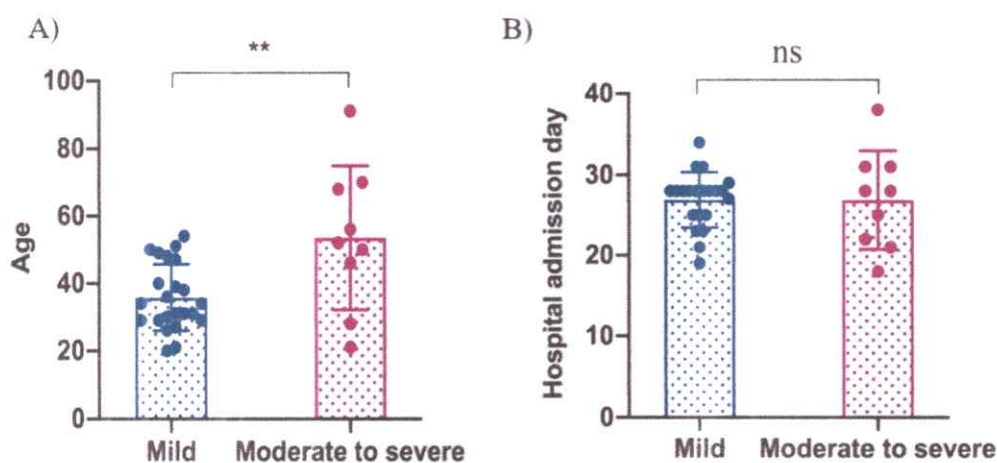 A)
**
Age
100
80
60
40
20
0
Mild
Moderate to severe
B)
ns
Hospital admission day
40
30
20
10
0
Mild
Moderate to severe